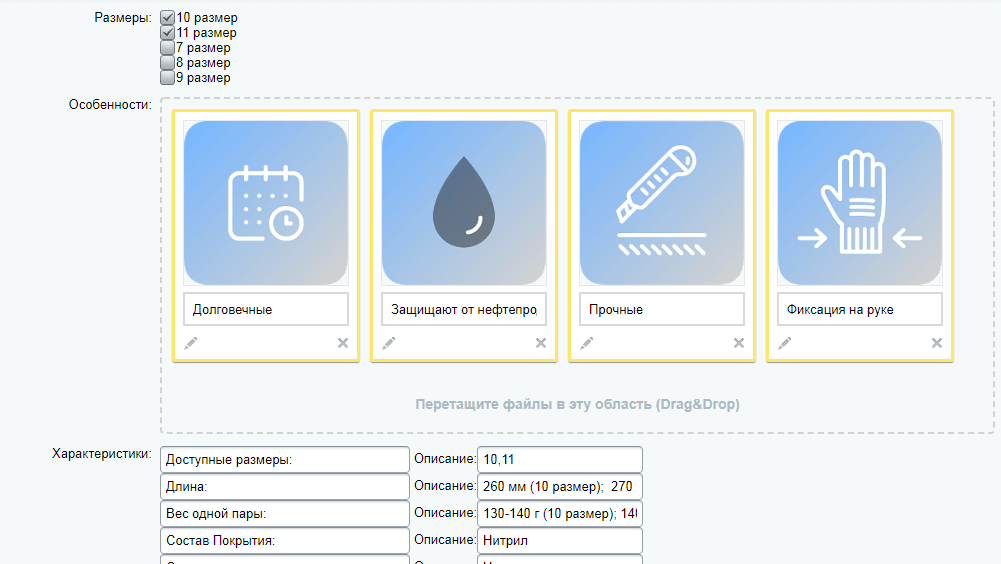 Размеры:
10 размер
11 размер
7 размер
8 размер
9 размер
Особенности:
Долговечные
Защищают от нефтепро
Прочные
Фиксация на руке
Перетащите файлы в эту область (Drag&Drop)
Характеристики:
Доступные размеры: Описание: 10,11
Длина: Описание: 260 мм (10 размер); 270
Вес одной пары: Описание: 130-140 г (10 размер); 140
Состав Покрытия: Описание: Нитрил